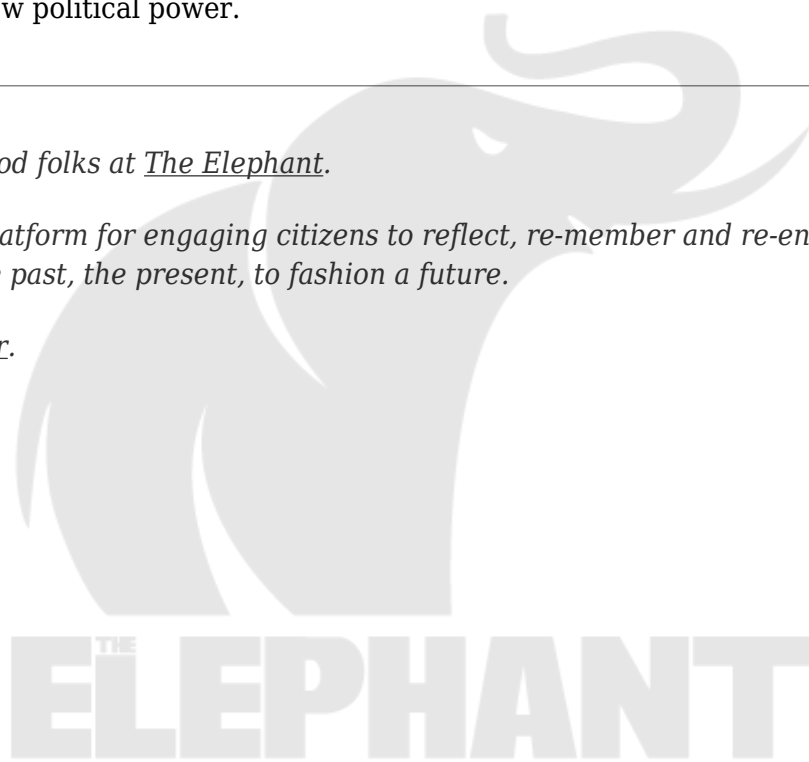 w political power.
od folks at The Elephant.
atform for engaging citizens to reflect, re-member and re-en
past, the present, to fashion a future.
r.
THE
ELEPHANT